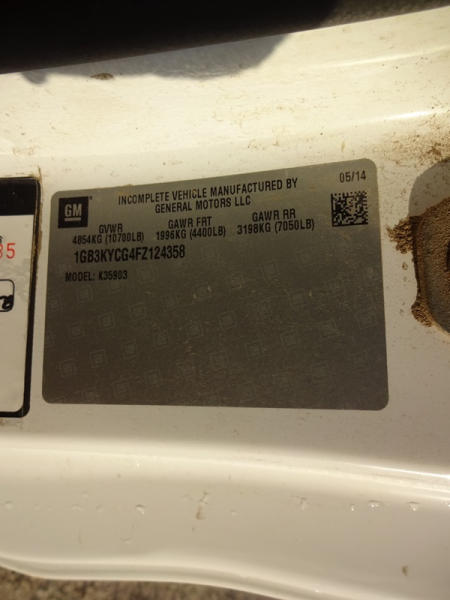 05/14
GM
INCOMPLETE VEHICLE MANUFACTURED BY
GENERAL MOTORS LLC
GVWR GAWR FRT GAWR RR
4854KG (10700LB) 1996KG (4400LB) 3198KG (7050LB)
1GB3KYCG4FZ124358
MODEL: K35903